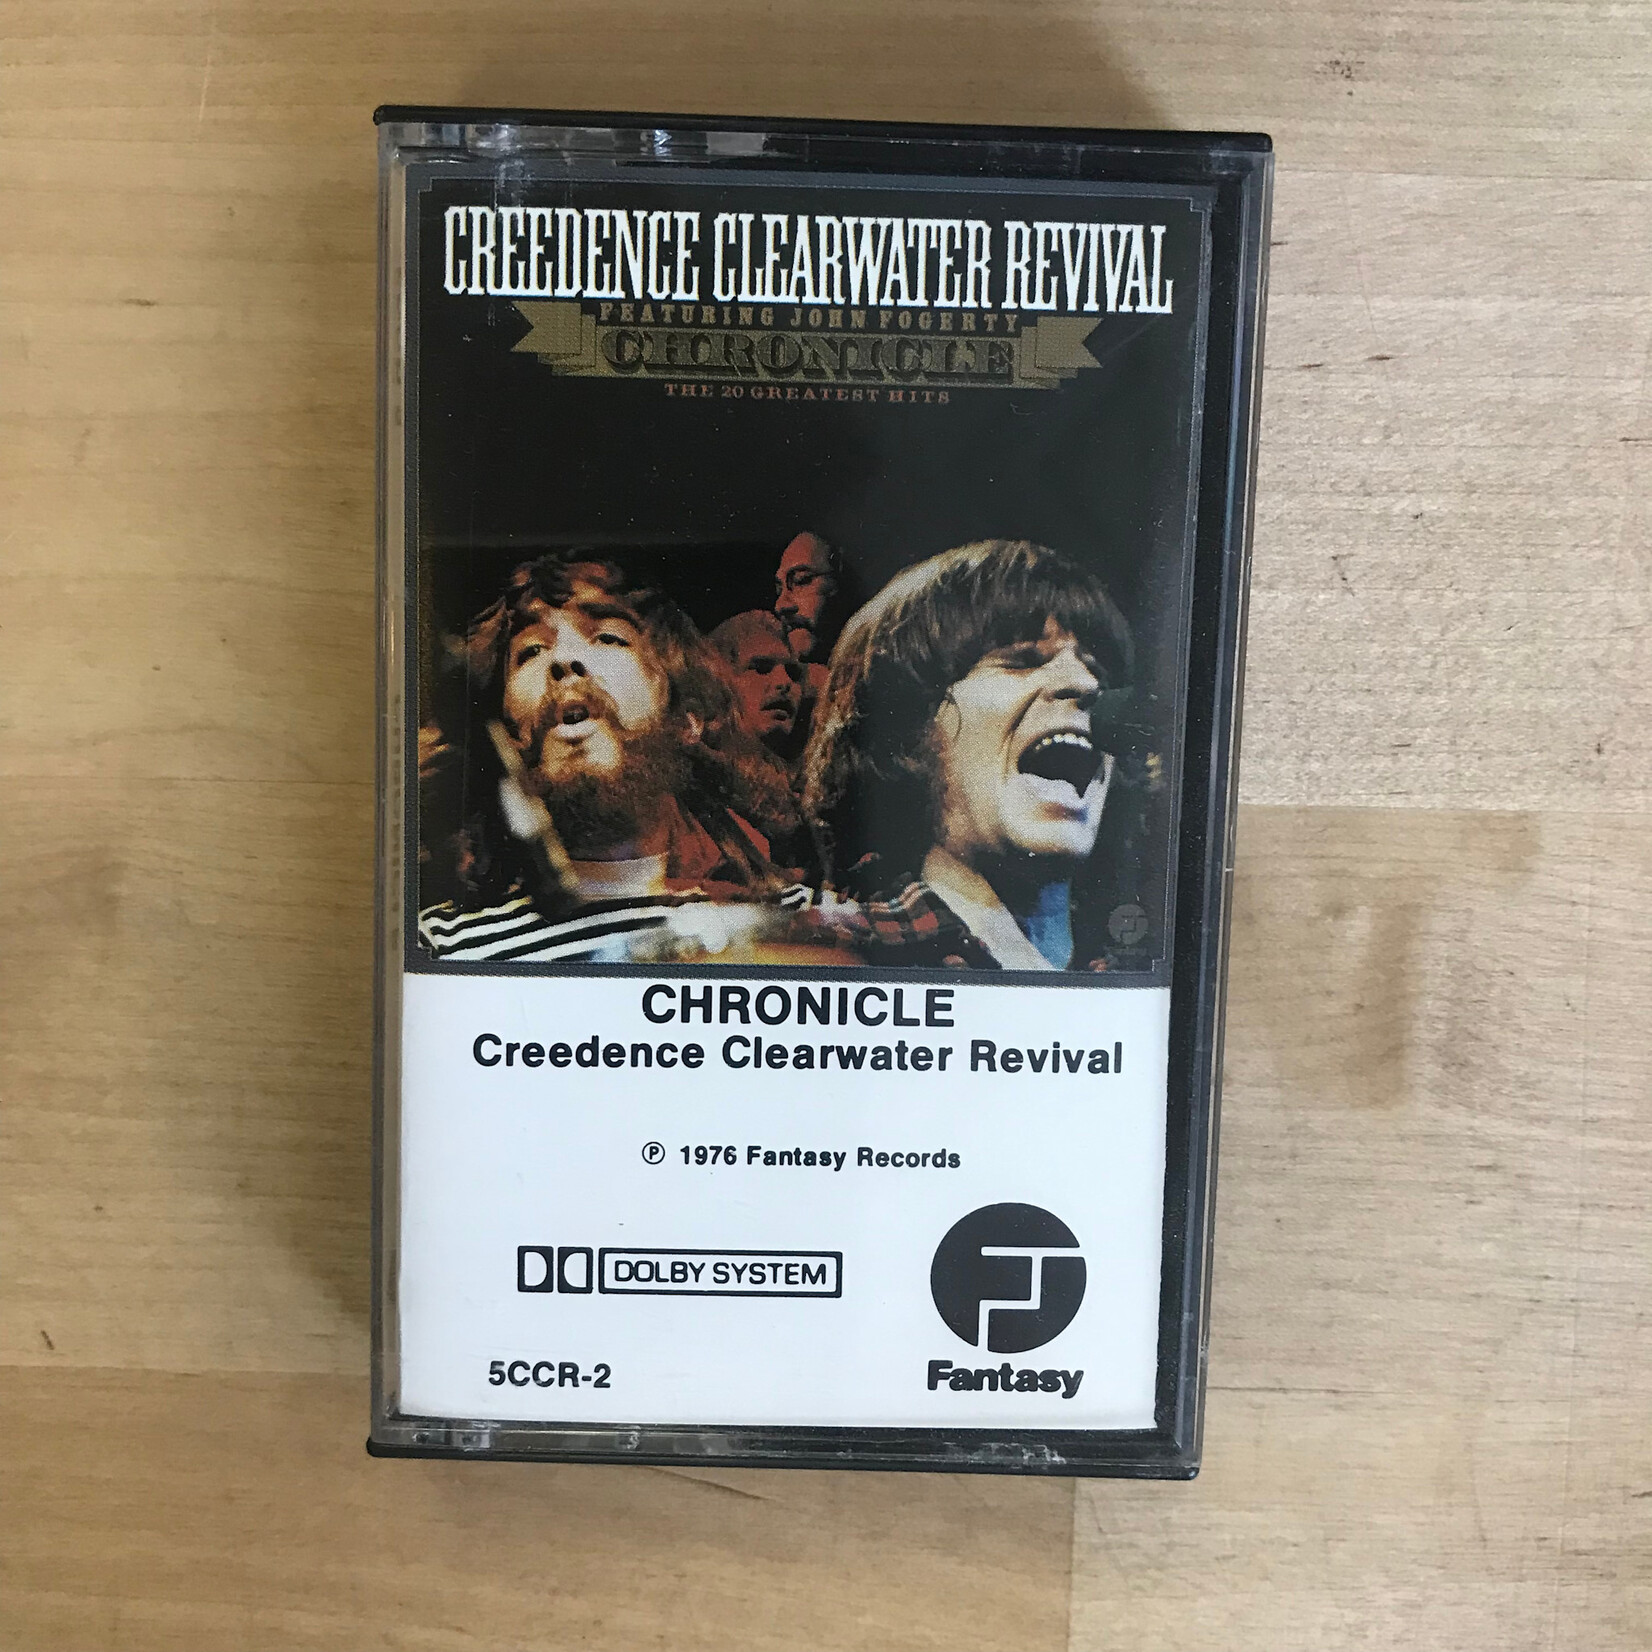 CREEDENCE CLEARWATER REVIVAL
FEATURING JOHN FOGERTY
CHRONICLE
THE 20 GREATEST HITS
CHRONICLE
Creedence Clearwater Revival
℗ 1976 Fantasy Records
DOLBY SYSTEM
5CCR-2
Fantasy